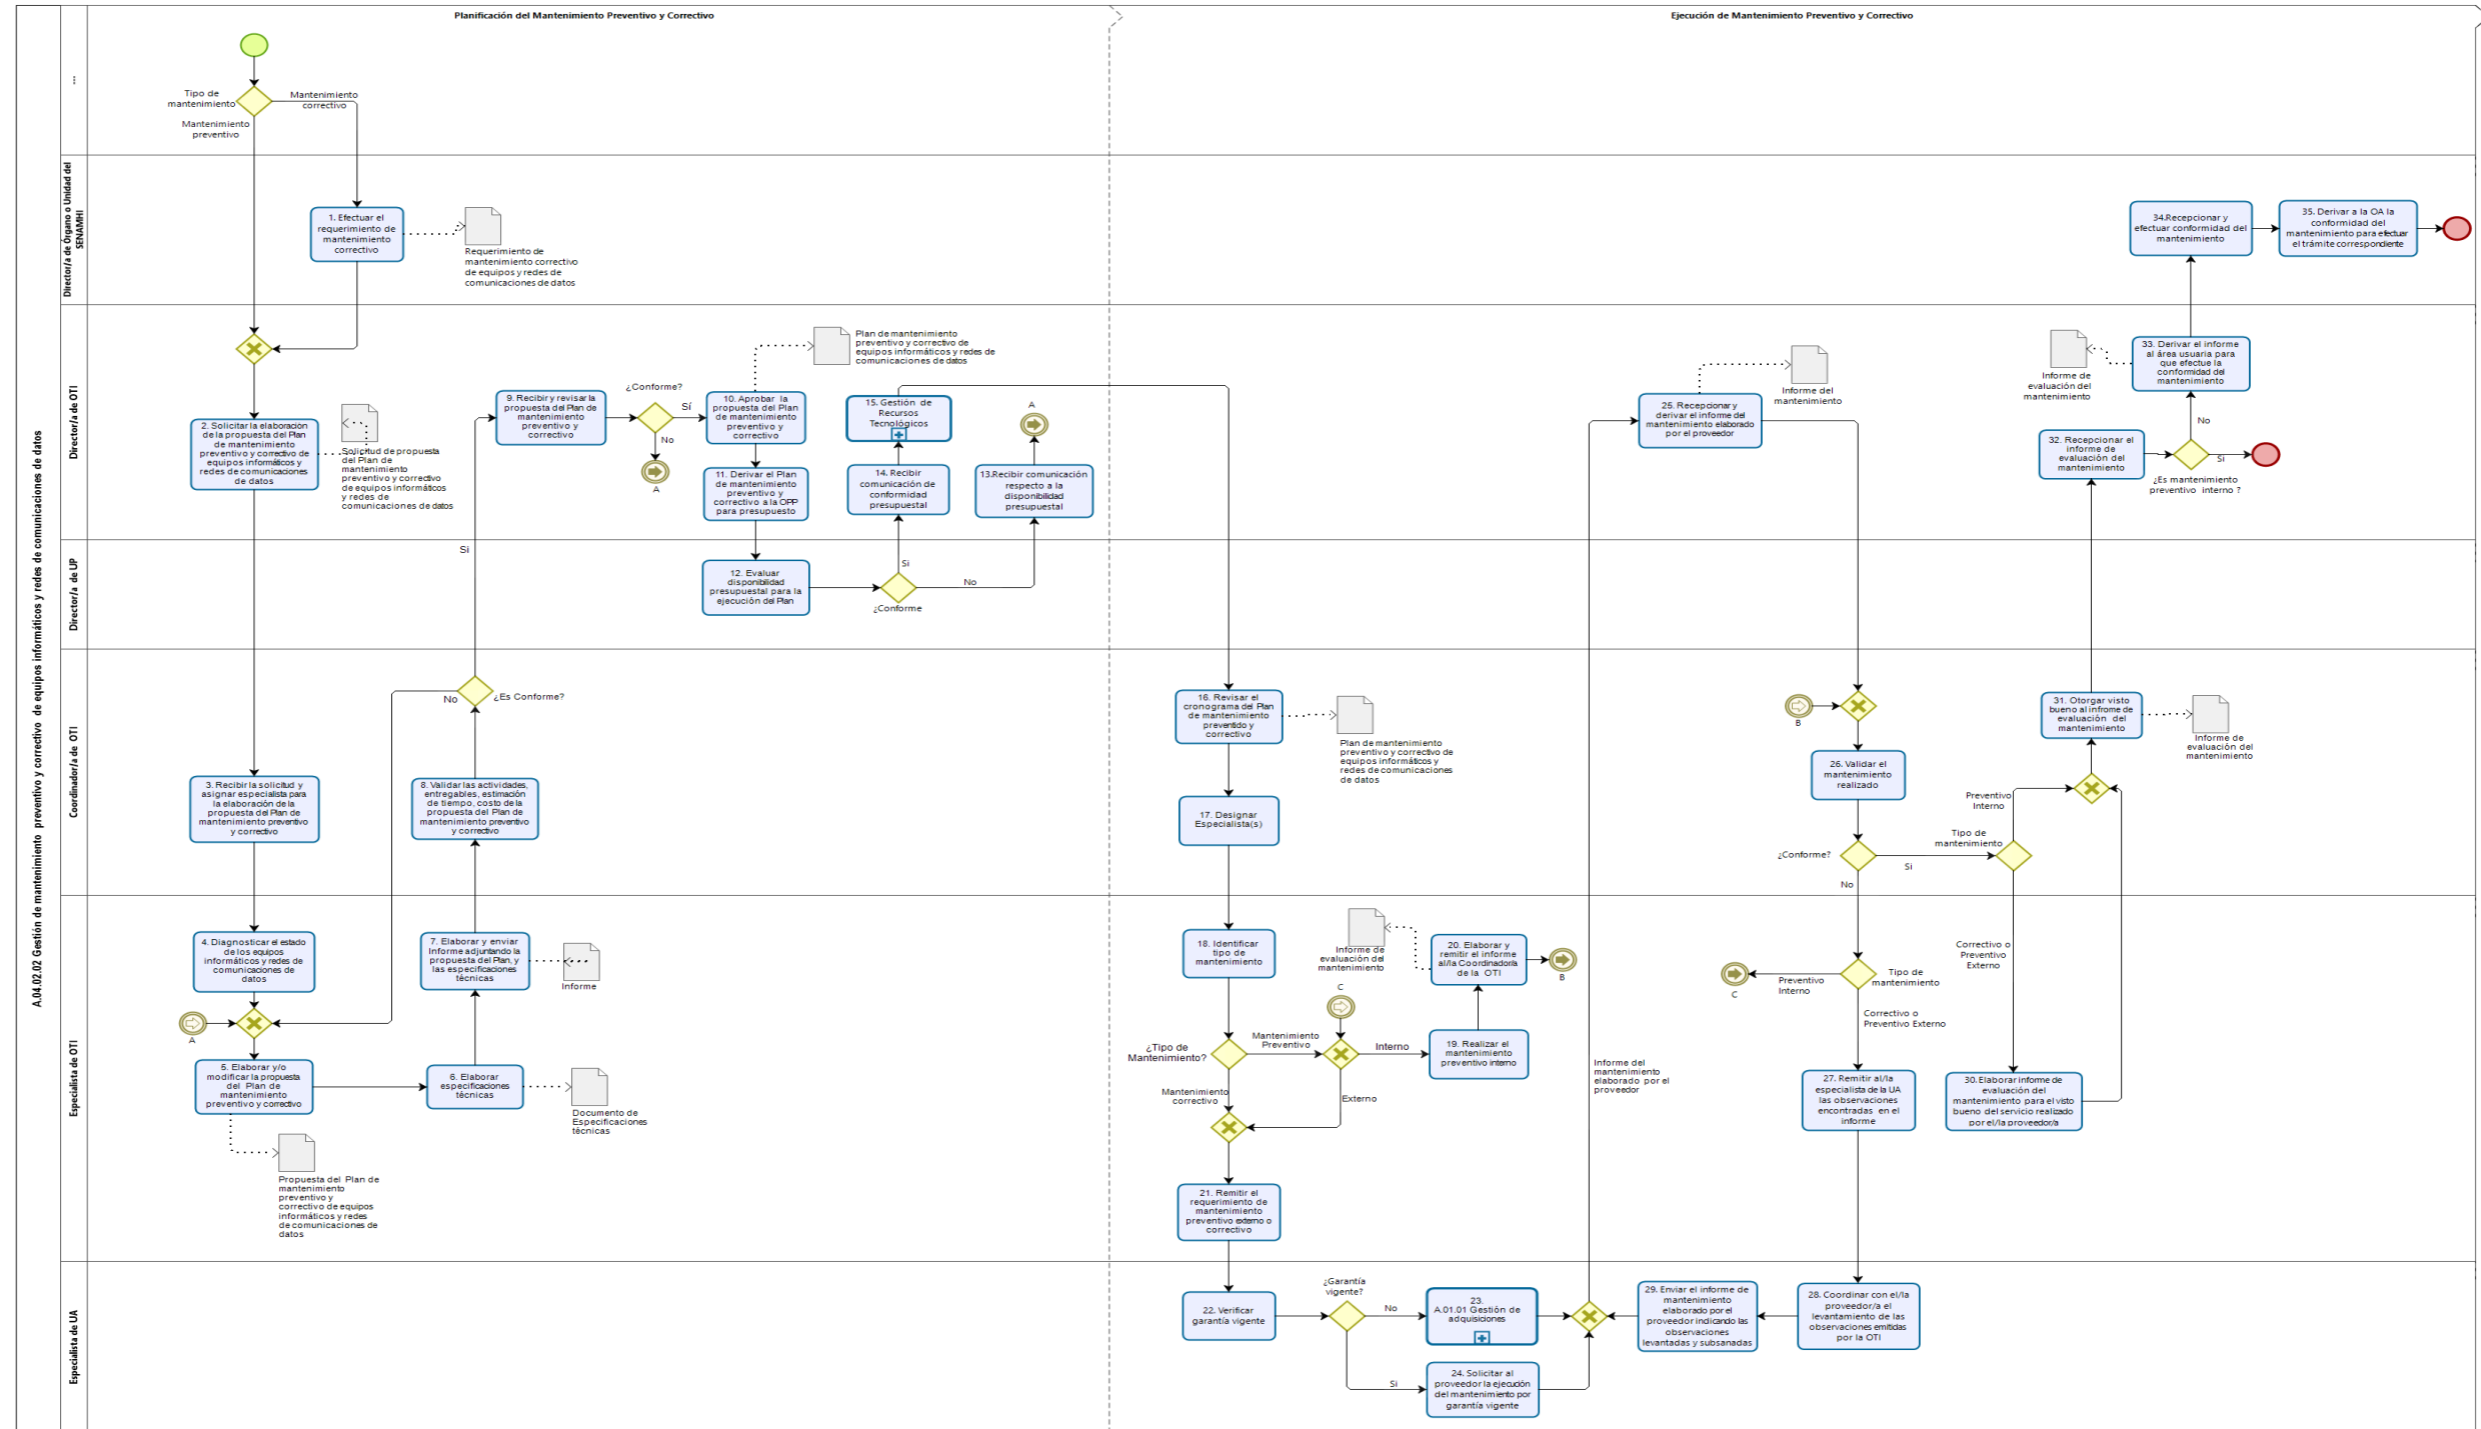 A.04.02.02 Gestión de mantenimiento preventivo y correctivo de equipos informáticos y redes de comunicaciones de datos
Planificación del Mantenimiento Preventivo y Correctivo
Ejecución de Mantenimiento Preventivo y Correctivo
...
Tipo de
mantenimiento
Mantenimiento
correctivo
Mantenimiento
preventivo
Director/a de Órgano o Unidad del
SENAMHI
1. Efectuar el
requerimiento de
mantenimiento
correctivo
Requerimiento de
mantenimiento correctivo
de equipos y redes de
comunicaciones de datos
34.Recepcionar y
efectuar conformidad del
mantenimiento
35. Derivar a la OA la
conformidad del
mantenimiento para efectuar
el trámite correspondiente
Director/a de OTI
2. Solicitar la elaboración
de la propuesta del Plan
de mantenimiento
preventivo y correctivo de
equipos informáticos y
redes de comunicaciones
de datos
Solicitud de propuesta
del Plan de
mantenimiento
preventivo y correctivo
de equipos informáticos
y redes de
comunicaciones de datos
9. Recibir y revisar la
propuesta del Plan de
mantenimiento
preventivo y
correctivo
¿Conforme?
Sí
No
A
10. Aprobar la
propuesta del Plan
de mantenimiento
preventivo y
correctivo
Plan de mantenimiento
preventivo y correctivo de
equipos informáticos y redes de
comunicaciones de datos
11. Derivar el Plan
de mantenimiento
preventivo y
correctivo a la OPP
para presupuesto
15. Gestión de
Recursos
Tecnológicos
14. Recibir
comunicación de
conformidad
presupuestal
A
13.Recibir comunicación
respecto a la
disponibilidad
presupuestal
25. Recepcionar y
derivar el informe del
mantenimiento elaborado
por el proveedor
Informe del
mantenimiento
Informe de
evaluación del
mantenimiento
33. Derivar el informe
al área usuaria para
que efectue la
conformidad del
mantenimiento
No
32. Recepcionar el
informe de
evaluación del
mantenimiento
Si
¿Es mantenimiento
preventivo interno ?
Director/a de UP
Si
12. Evaluar
disponibilidad
presupuestal para la
ejecución del Plan
Si
No
¿Conforme
Coordinador/a de OTI
No
¿Es Conforme?
3. Recibir la solicitud y
asignar especialista para
la elaboración de la
propuesta del Plan de
mantenimiento preventivo
y correctivo
8. Validar las actividades,
entregables, estimación
de tiempo, costo de la
propuesta del Plan de
mantenimiento preventivo
y correctivo
16. Revisar el
cronograma del Plan
de mantenimiento
preventido y
correctivo
Plan de mantenimiento
preventivo y correctivo de
equipos informáticos y
redes de comunicaciones
de datos
17. Designar
Especialista(s)
B
26. Validar el
mantenimiento
realizado
¿Conforme?
Si
No
Tipo de
mantenimiento
Preventivo
Interno
31. Otorgar visto
bueno al infrome de
evaluación del
mantenimiento
Informe de
evaluación del
mantenimiento
Especialista de OTI
4. Diagnosticar el estado
de los equipos
informáticos y redes de
comunicaciones de
datos
A
5. Elaborar y/o
modificar la propuesta
del Plan de
mantenimiento
preventivo y correctivo
Propuesta del Plan de
mantenimiento
preventivo y
correctivo de equipos
informáticos y redes
de comunicaciones de
datos
7. Elaborar y enviar
Informe adjuntando la
propuesta del Plan, y
las especificaciones
técnicas
Informe
6. Elaborar
especificaciones
técnicas
Documento de
Especificaciones
técnicas
18. Identificar
tipo de
mantenimiento
¿Tipo de
Mantenimiento?
Mantenimiento
Preventivo
Mantenimiento
correctivo
C
Interno
Externo
Informe de
evaluación del
mantenimiento
20. Elaborar y
remitir el informe
al/la Coordinador/a
de la OTI
B
19. Realizar el
mantenimiento
preventivo interno
21. Remitir el
requerimiento de
mantenimiento
preventivo externo o
correctivo
Informe del
mantenimiento
elaborado por el
proveedor
C
Preventivo
Interno
Tipo de
mantenimiento
Correctivo o
Preventivo Externo
Correctivo o
Preventivo
Externo
27. Remitir al/la
especialista de la UA
las observaciones
encontradas en el
informe
30. Elaborar informe de
evaluación del
mantenimiento para el visto
bueno del servicio realizado
por el/la proveedor/a
Especialista de UA
22. Verificar
garantía vigente
¿Garantía
vigente?
No
Si
23.
A.01.01 Gestión de
adquisiciones
24. Solicitar al
proveedor la ejecución
del mantenimiento por
garantía vigente
29. Enviar el informe de
mantenimiento
elaborado por el
proveedor indicando las
observaciones
levantadas y subsanadas
28. Coordinar con el/la
proveedor/a el
levantamiento de las
observaciones emitidas
por la OTI